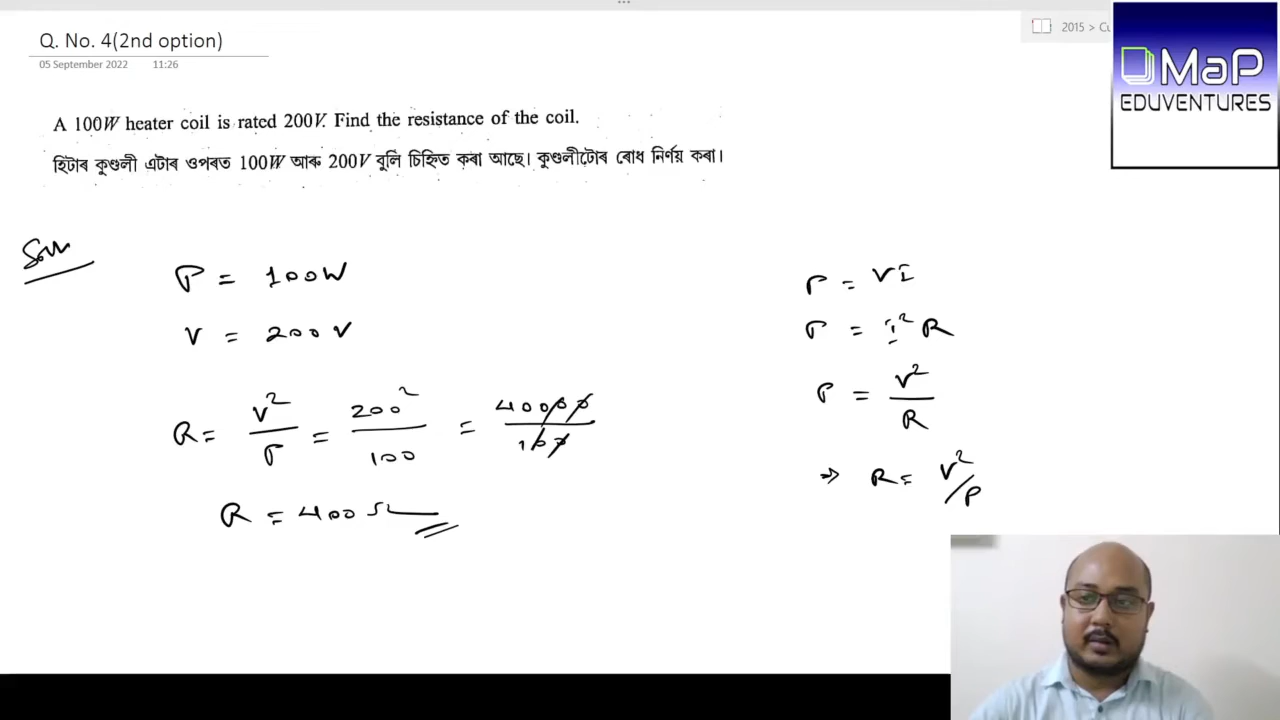 Q. No. 4(2nd option)
05 September 2022 11:26
2015 > Cu
MaP
EDUVENTURES
A 100W heater coil is rated 200V. Find the resistance of the coil.
হিটাৰ কুণ্ডলী এটাৰ ওপৰত 100W আৰু 200V বুলি চিহ্নিত কৰা আছে। কুণ্ডলীটোৰ ৰোধ নিৰ্ণয় কৰা।
Soln
P = 100W
V = 200V
R = V²/P = 200²/100 = 40000/100
R = 400Ω
P = VI
P = I²R
P = V²/R
⇒ R = V²/P